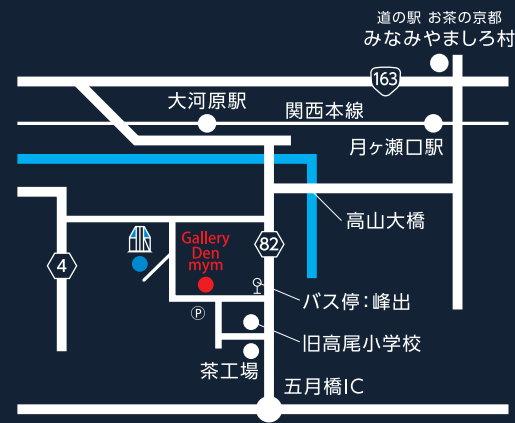 道の駅 お茶の京都
みなみやましろ村
163
大河原駅
関西本線
月ヶ瀬口駅
高山大橋
Gallery
Den
mym
82
4
バス停:峰出
P
旧高尾小学校
茶工場
五月橋IC